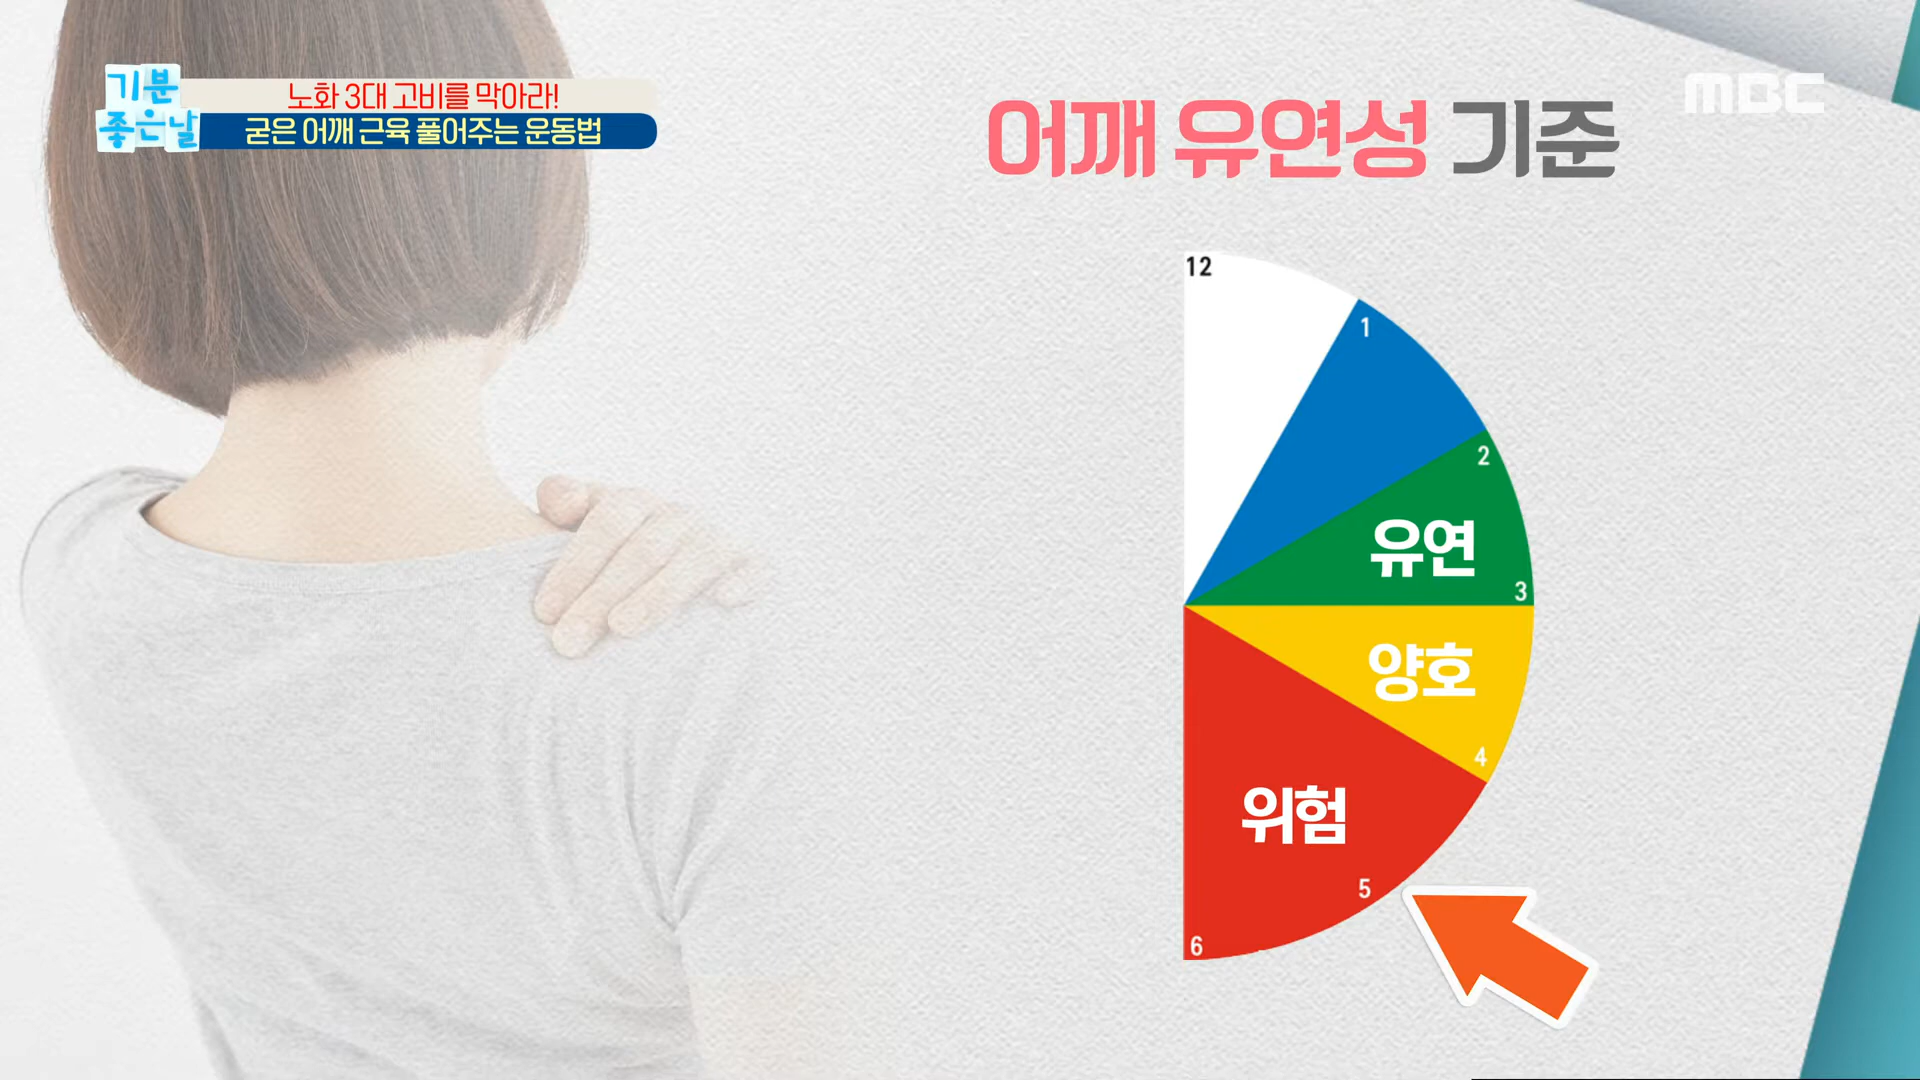 기분
좋은날
노화 3대 고비를 막아라!
굳은 어깨 근육 풀어주는 운동법
MBC
어깨 유연성 기준
12
1
2
유연
3
양호
4
위험
5
6